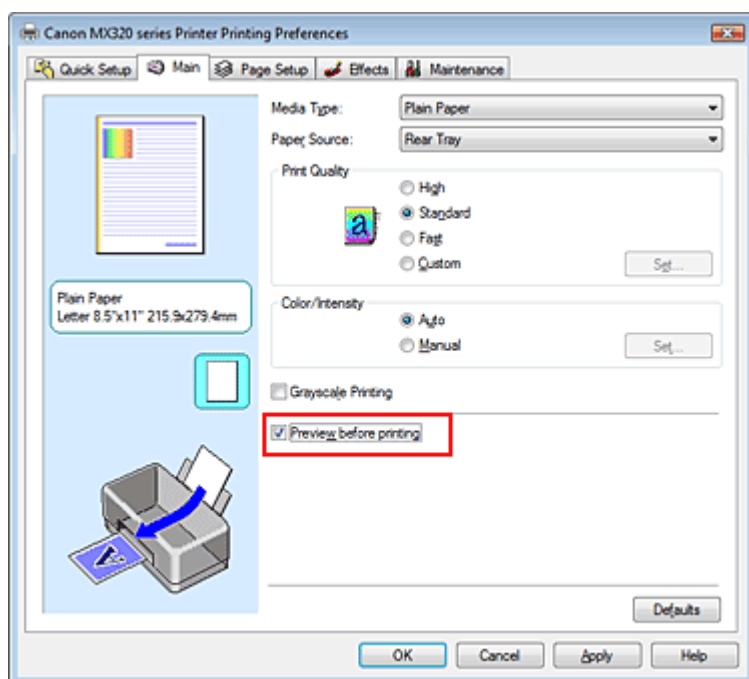 Canon MX320 series Printer Printing Preferences
Quick Setup Main Page Setup Effects Maintenance
Media Type: Plain Paper
Paper Source: Rear Tray
Print Quality
High
a Standard
Fast
Custom Set...
Plain Paper
Letter 8.5"x11" 215.9x279.4mm
Color/Intensity
Auto
Manual Set...
Grayscale Printing
Preview before printing
A
Defaults
OK Cancel Apply Help